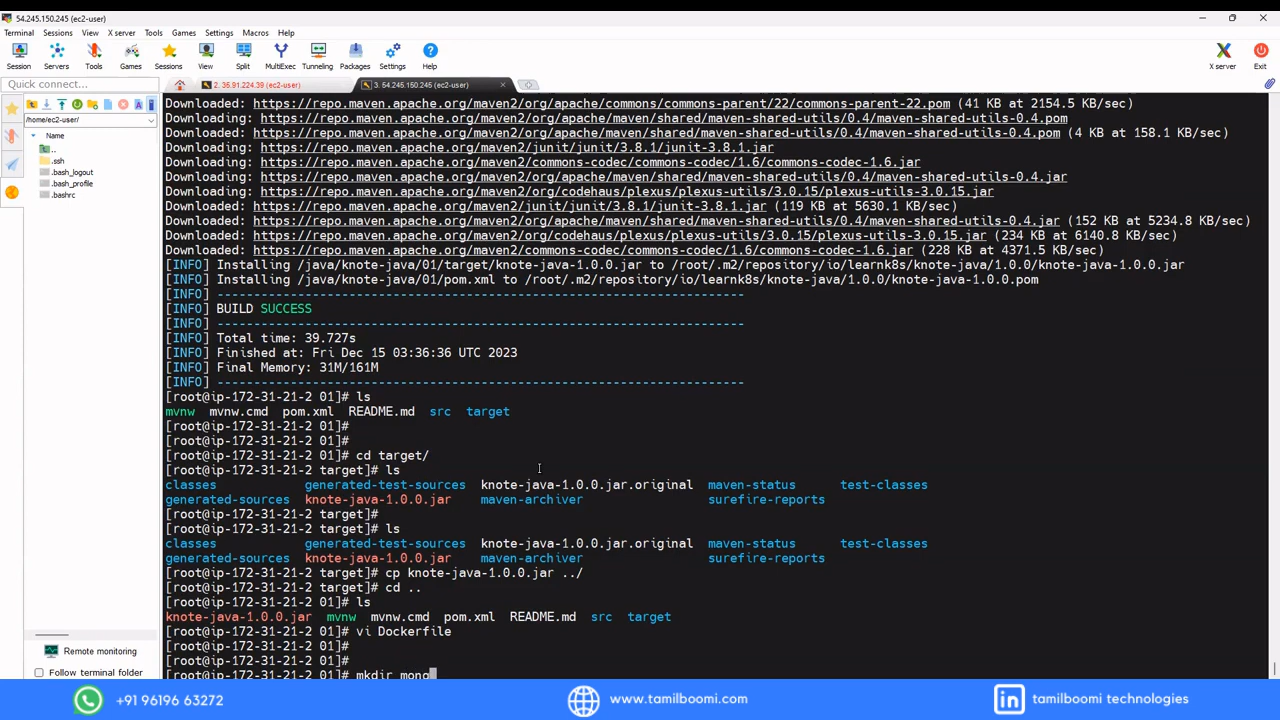 54.245.150.245 (ec2-user)
Terminal Sessions View X server Tools Games Settings Macros Help
Session Servers Tools Games Sessions View Split MultiExec Tunneling Packages Settings Help X server Exit
Quick connect...
2. 35.91.224.39 (ec2-user)
3. 54.245.150.245 (ec2-user)
/home/ec2-user/
Name
..
.ssh
.bash_logout
.bash_profile
.bashrc
Remote monitoring
Follow terminal folder
Downloaded: https://repo.maven.apache.org/maven2/org/apache/commons/commons-parent/22/commons-parent-22.pom (41 KB at 2154.5 KB/sec)
Downloading: https://repo.maven.apache.org/maven2/org/apache/maven/shared/maven-shared-utils/0.4/maven-shared-utils-0.4.pom
Downloaded: https://repo.maven.apache.org/maven2/org/apache/maven/shared/maven-shared-utils/0.4/maven-shared-utils-0.4.pom (4 KB at 158.1 KB/sec)
Downloading: https://repo.maven.apache.org/maven2/junit/junit/3.8.1/junit-3.8.1.jar
Downloading: https://repo.maven.apache.org/maven2/commons-codec/commons-codec/1.6/commons-codec-1.6.jar
Downloading: https://repo.maven.apache.org/maven2/org/apache/maven/shared/maven-shared-utils/0.4/maven-shared-utils-0.4.jar
Downloading: https://repo.maven.apache.org/maven2/org/codehaus/plexus/plexus-utils/3.0.15/plexus-utils-3.0.15.jar
Downloaded: https://repo.maven.apache.org/maven2/junit/junit/3.8.1/junit-3.8.1.jar (119 KB at 5630.1 KB/sec)
Downloaded: https://repo.maven.apache.org/maven2/org/apache/maven/shared/maven-shared-utils/0.4/maven-shared-utils-0.4.jar (152 KB at 5234.8 KB/sec)
Downloaded: https://repo.maven.apache.org/maven2/org/codehaus/plexus/plexus-utils/3.0.15/plexus-utils-3.0.15.jar (234 KB at 6140.8 KB/sec)
Downloaded: https://repo.maven.apache.org/maven2/commons-codec/commons-codec/1.6/commons-codec-1.6.jar (228 KB at 4371.5 KB/sec)
[INFO] Installing /java/knote-java/01/target/knote-java-1.0.0.jar to /root/.m2/repository/io/learnk8s/knote-java/1.0.0/knote-java-1.0.0.jar
[INFO] Installing /java/knote-java/01/pom.xml to /root/.m2/repository/io/learnk8s/knote-java/1.0.0/knote-java-1.0.0.pom
[INFO] ------------------------------------------------------------------------
[INFO] BUILD SUCCESS
[INFO] ------------------------------------------------------------------------
[INFO] Total time: 39.727s
[INFO] Finished at: Fri Dec 15 03:36:36 UTC 2023
[INFO] Final Memory: 31M/161M
[INFO] ------------------------------------------------------------------------
[root@ip-172-31-21-2 01]# ls
mvnw mvnw.cmd pom.xml README.md src target
[root@ip-172-31-21-2 01]#
[root@ip-172-31-21-2 01]#
[root@ip-172-31-21-2 01]# cd target/
[root@ip-172-31-21-2 target]# ls
classes generated-test-sources knote-java-1.0.0.jar.original maven-status test-classes
generated-sources knote-java-1.0.0.jar maven-archiver surefire-reports
[root@ip-172-31-21-2 target]#
[root@ip-172-31-21-2 target]# ls
classes generated-test-sources knote-java-1.0.0.jar.original maven-status test-classes
generated-sources knote-java-1.0.0.jar maven-archiver surefire-reports
[root@ip-172-31-21-2 target]# cp knote-java-1.0.0.jar ../
[root@ip-172-31-21-2 target]# cd ..
[root@ip-172-31-21-2 01]# ls
knote-java-1.0.0.jar mvnw mvnw.cmd pom.xml README.md src target
[root@ip-172-31-21-2 01]# vi Dockerfile
[root@ip-172-31-21-2 01]#
[root@ip-172-31-21-2 01]#
[root@ip-172-31-21-2 01]# mkdir mono
+91 96196 63272 www.tamilboomi.com in tamilboomi technologies